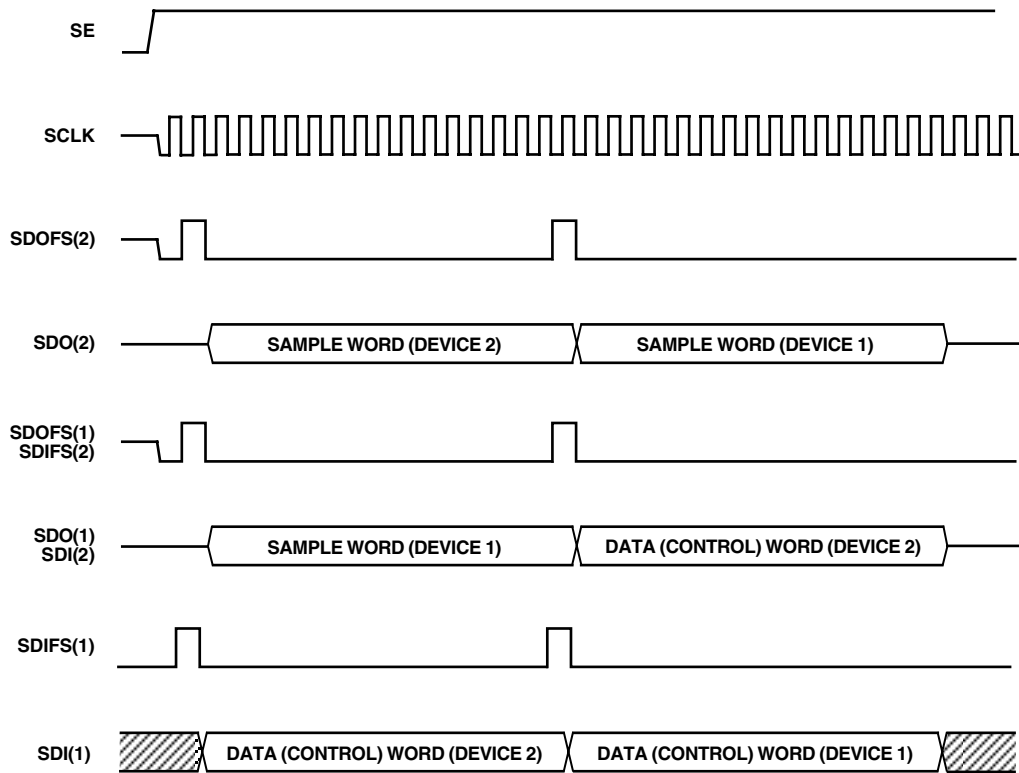 SE
SCLK
SDOFS(2)
SDO(2)
SAMPLE WORD (DEVICE 2)
SAMPLE WORD (DEVICE 1)
SDOFS(1)
SDIFS(2)
SDO(1)
SDI(2)
SAMPLE WORD (DEVICE 1)
DATA (CONTROL) WORD (DEVICE 2)
SDIFS(1)
SDI(1)
DATA (CONTROL) WORD (DEVICE 2)
DATA (CONTROL) WORD (DEVICE 1)